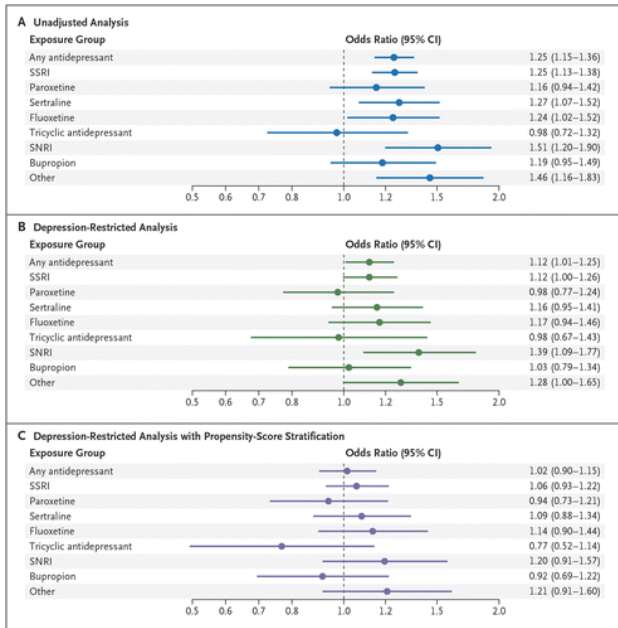 A Unadjusted Analysis
Exposure Group Odds Ratio (95% CI)
Any antidepressant 1.25 (1.15–1.36)
SSRI 1.25 (1.13–1.38)
Paroxetine 1.16 (0.94–1.42)
Sertraline 1.27 (1.07–1.52)
Fluoxetine 1.24 (1.02–1.52)
Tricyclic antidepressant 0.98 (0.72–1.32)
SNRI 1.51 (1.20–1.90)
Bupropion 1.19 (0.95–1.49)
Other 1.46 (1.16–1.83)
0.5 0.6 0.7 0.8 1.0 1.2 1.5 2.0
B Depression-Restricted Analysis
Exposure Group Odds Ratio (95% CI)
Any antidepressant 1.12 (1.01–1.25)
SSRI 1.12 (1.00–1.26)
Paroxetine 0.98 (0.77–1.24)
Sertraline 1.16 (0.95–1.41)
Fluoxetine 1.17 (0.94–1.46)
Tricyclic antidepressant 0.98 (0.67–1.43)
SNRI 1.39 (1.09–1.77)
Bupropion 1.03 (0.79–1.34)
Other 1.28 (1.00–1.65)
0.5 0.6 0.7 0.8 1.0 1.2 1.5 2.0
C Depression-Restricted Analysis with Propensity-Score Stratification
Exposure Group Odds Ratio (95% CI)
Any antidepressant 1.02 (0.90–1.15)
SSRI 1.06 (0.93–1.22)
Paroxetine 0.94 (0.73–1.21)
Sertraline 1.09 (0.88–1.34)
Fluoxetine 1.14 (0.90–1.44)
Tricyclic antidepressant 0.77 (0.52–1.14)
SNRI 1.20 (0.91–1.57)
Bupropion 0.92 (0.69–1.22)
Other 1.21 (0.91–1.60)
0.5 0.6 0.7 0.8 1.0 1.2 1.5 2.0